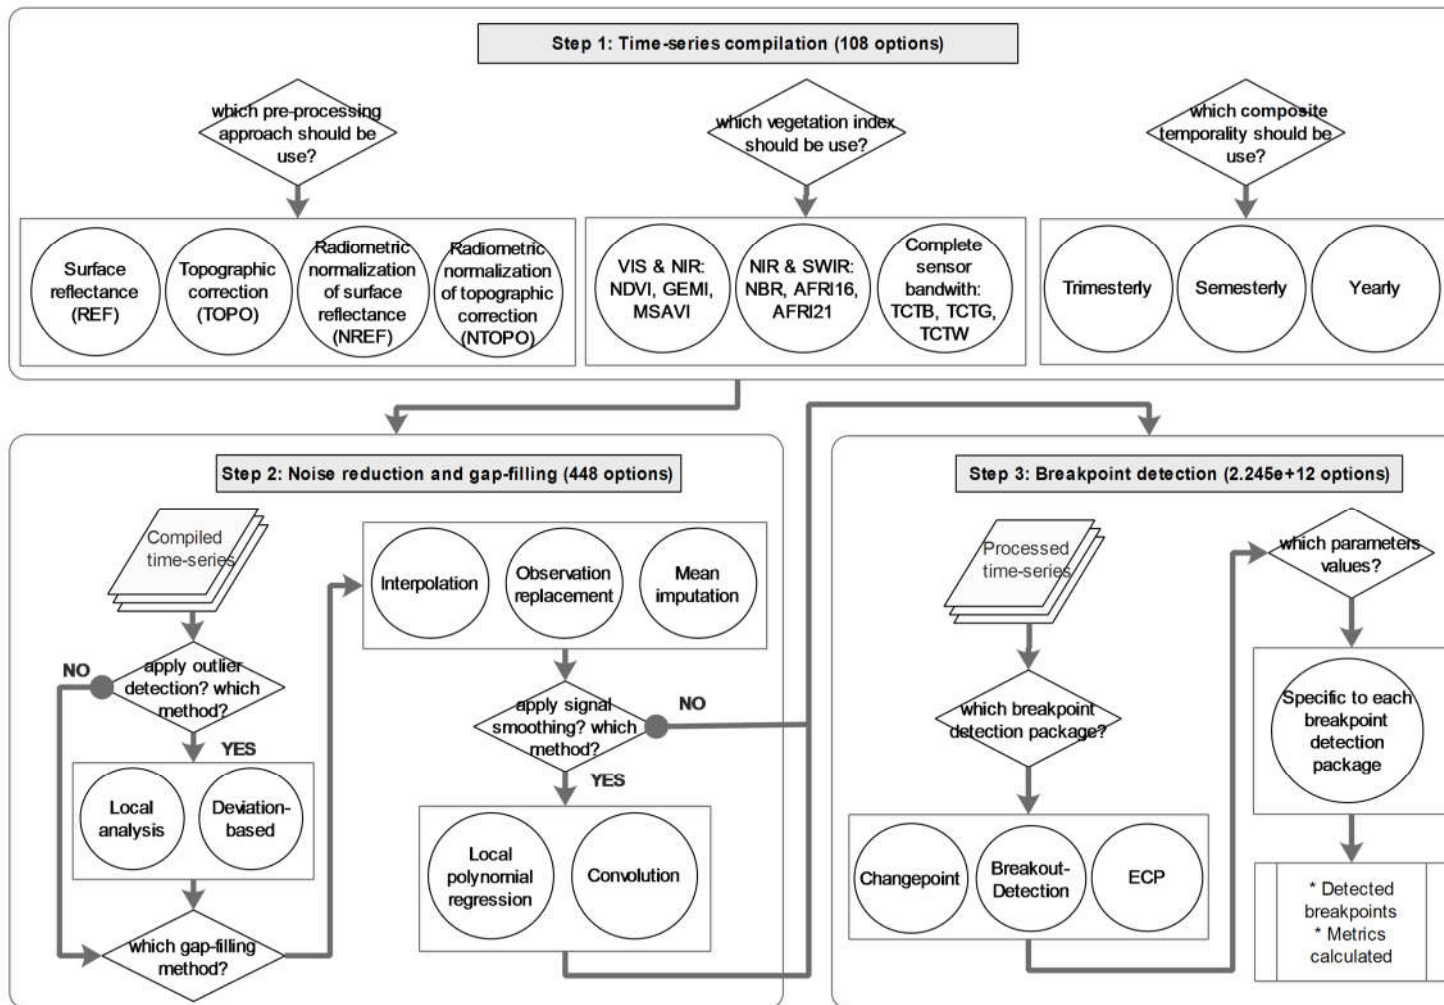 Step 1: Time-series compilation (108 options)
which pre-processing
approach should be
use?
which vegetation index
should be use?
which composite
temporality should be
use?
Surface
reflectance
(REF)
Topographic
correction
(TOPO)
Radiometric
normalization
of surface
reflectance
(NREF)
Radiometric
normalization
of topographic
correction
(NTOPO)
VIS & NIR:
NDVI, GEMI,
MSAVI
NIR & SWIR:
NBR, AFRI16,
AFRI21
Complete
sensor
bandwith:
TCTB, TCTG,
TCTW
Trimesterly
Semesterly
Yearly
Step 2: Noise reduction and gap-filling (448 options)
Compiled
time-series
NO
apply outlier
detection? which
method?
YES
Local
analysis
Deviation-
based
which gap-filling
method?
Interpolation
Observation
replacement
Mean
imputation
apply signal
smoothing? which
method?
NO
YES
Local
polynomial
regression
Convolution
Step 3: Breakpoint detection (2.245e+12 options)
Processed
time-series
which breakpoint
detection package?
Changepoint
Breakout-
Detection
ECP
which parameters
values?
Specific to each
breakpoint
detection
package
* Detected
breakpoints
* Metrics
calculated